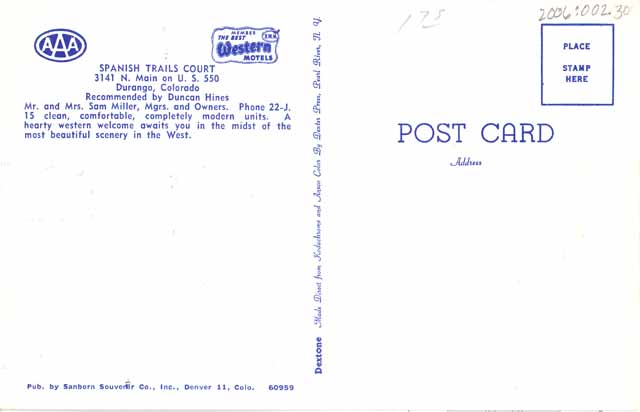 175
2006:002.30
AAA
MEMBER
THE BEST
Western
MOTELS
SPANISH TRAILS COURT
3141 N. Main on U. S. 550
Durango, Colorado
Recommended by Duncan Hines
Mr. and Mrs. Sam Miller, Mgrs. and Owners. Phone 22-J.
15 clean, comfortable, completely modern units. A
hearty western welcome awaits you in the midst of the
most beautiful scenery in the West.
Pub. by Sanborn Souvenir Co., Inc., Denver 11, Colo. 60959
Dextone Made Direct from Kodachrome and Ansco Color By Dexter Press, Pearl River, N. Y.
PLACE
STAMP
HERE
POST CARD
Address